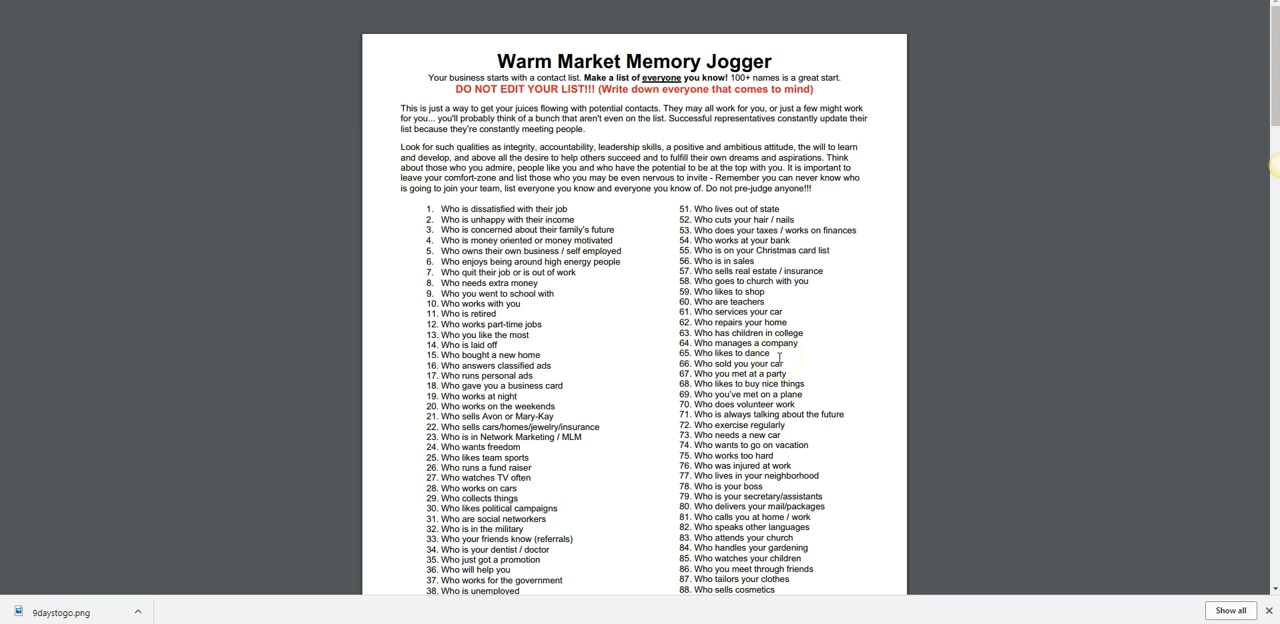 Warm Market Memory Jogger
Your business starts with a contact list. Make a list of everyone you know! 100+ names is a great start.
DO NOT EDIT YOUR LIST!!! (Write down everyone that comes to mind)
This is just a way to get your juices flowing with potential contacts. They may all work for you, or just a few might work
for you... you'll probably think of a bunch that aren't even on the list. Successful representatives constantly update their
list because they're constantly meeting people.
Look for such qualities as integrity, accountability, leadership skills, a positive and ambitious attitude, the will to learn
and develop, and above all the desire to help others succeed and to fulfill their own dreams and aspirations. Think
about those who you admire, people like you and who have the potential to be at the top with you. It is important to
leave your comfort-zone and list those who you may be even nervous to invite - Remember you can never know who
is going to join your team, list everyone you know and everyone you know of. Do not pre-judge anyone!!!
1. Who is dissatisfied with their job
2. Who is unhappy with their income
3. Who is concerned about their family's future
4. Who is money oriented or money motivated
5. Who owns their own business / self employed
6. Who enjoys being around high energy people
7. Who quit their job or is out of work
8. Who needs extra money
9. Who you went to school with
10. Who works with you
11. Who is retired
12. Who works part-time jobs
13. Who you like the most
14. Who is laid off
15. Who bought a new home
16. Who answers classified ads
17. Who runs personal ads
18. Who gave you a business card
19. Who works at night
20. Who works on the weekends
21. Who sells Avon or Mary-Kay
22. Who sells cars/homes/jewelry/insurance
23. Who is in Network Marketing / MLM
24. Who wants freedom
25. Who likes team sports
26. Who runs a fund raiser
27. Who watches TV often
28. Who works on cars
29. Who collects things
30. Who likes political campaigns
31. Who are social networkers
32. Who is in the military
33. Who your friends know (referrals)
34. Who is your dentist / doctor
35. Who just got a promotion
36. Who will help you
37. Who works for the government
38. Who is unemployed
51. Who lives out of state
52. Who cuts your hair / nails
53. Who does your taxes / works on finances
54. Who works at your bank
55. Who is on your Christmas card list
56. Who is in sales
57. Who sells real estate / insurance
58. Who goes to church with you
59. Who likes to shop
60. Who are teachers
61. Who services your car
62. Who repairs your home
63. Who has children in college
64. Who manages a company
65. Who likes to dance
66. Who sold you your car
67. Who you met at a party
68. Who likes to buy nice things
69. Who you've met on a plane
70. Who does volunteer work
71. Who is always talking about the future
72. Who exercise regularly
73. Who needs a new car
74. Who wants to go on vacation
75. Who works too hard
76. Who was injured at work
77. Who lives in your neighborhood
78. Who is your boss
79. Who is your secretary/assistants
80. Who delivers your mail/packages
81. Who calls you at home / work
82. Who speaks other languages
83. Who attends your church
84. Who handles your gardening
85. Who watches your children
86. Who you meet through friends
87. Who tailors your clothes
88. Who sells cosmetics
9daystogo.png
Show all